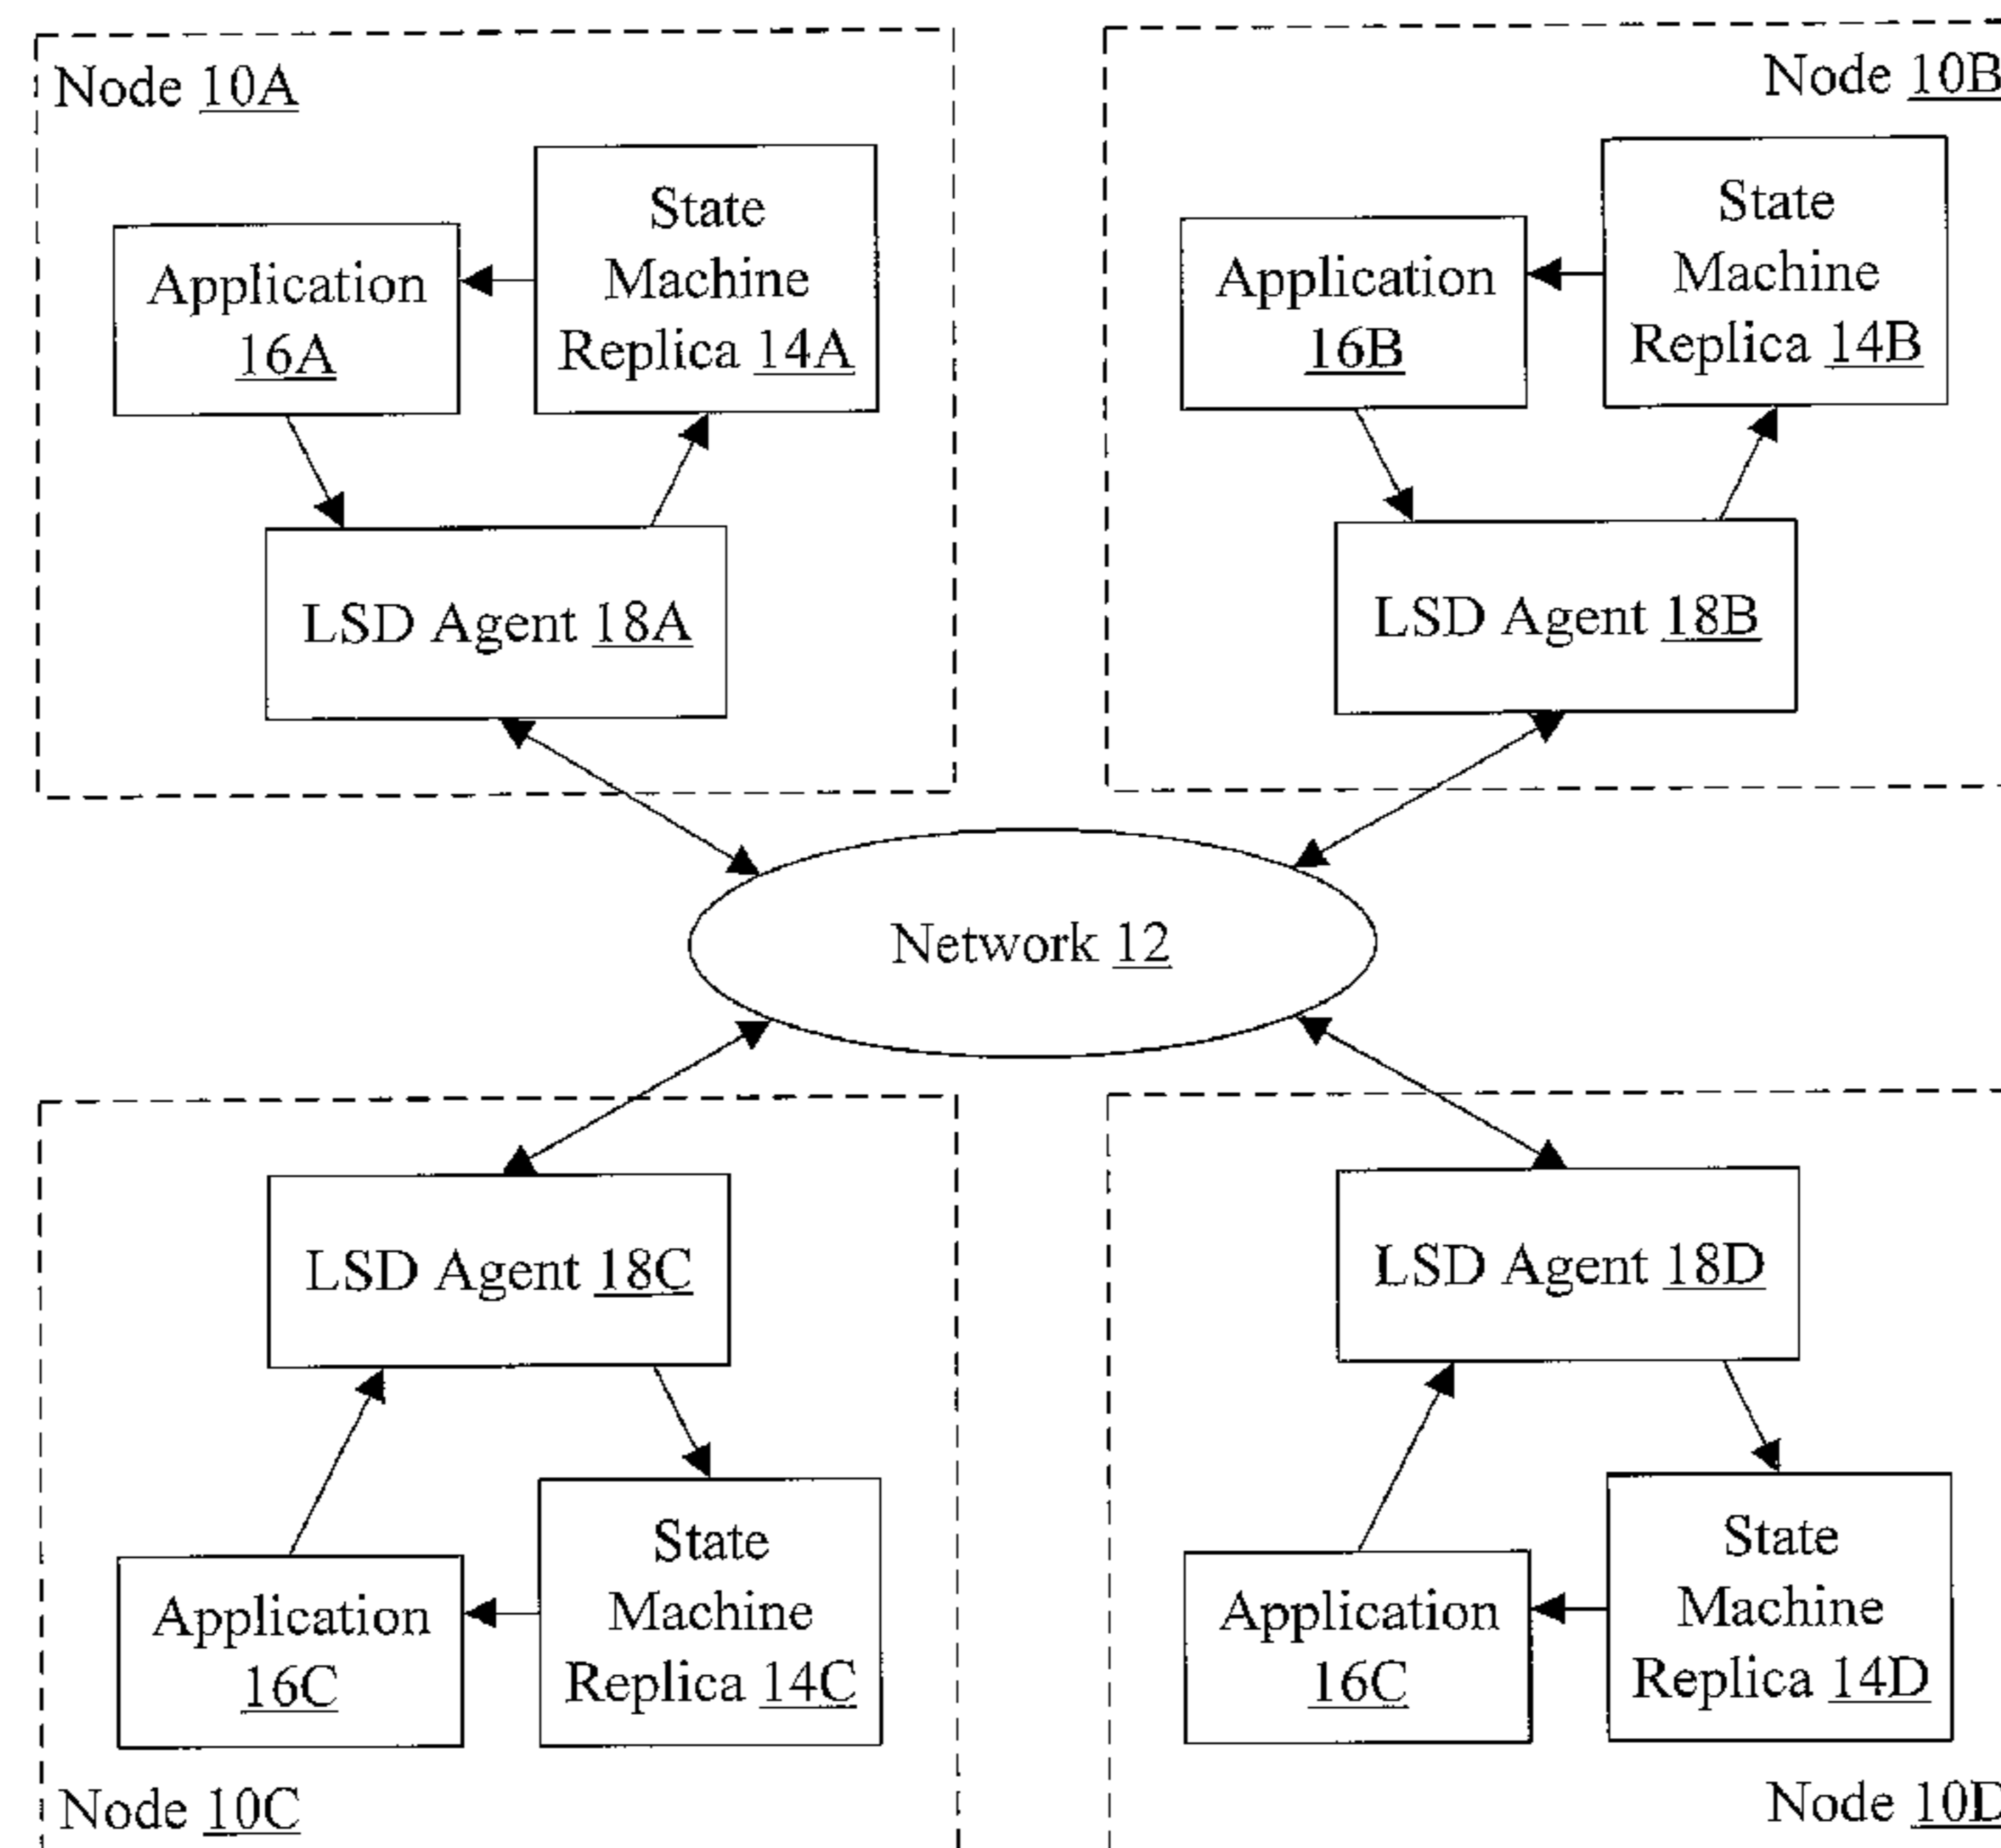 Node 10A
State
Machine
Replica 14A
Application
16A
LSD Agent 18A
Node 10B
State
Machine
Replica 14B
Application
16B
LSD Agent 18B
Network 12
LSD Agent 18C
State
Machine
Replica 14C
Application
16C
Node 10C
LSD Agent 18D
State
Machine
Replica 14D
Application
16C
Node 10D